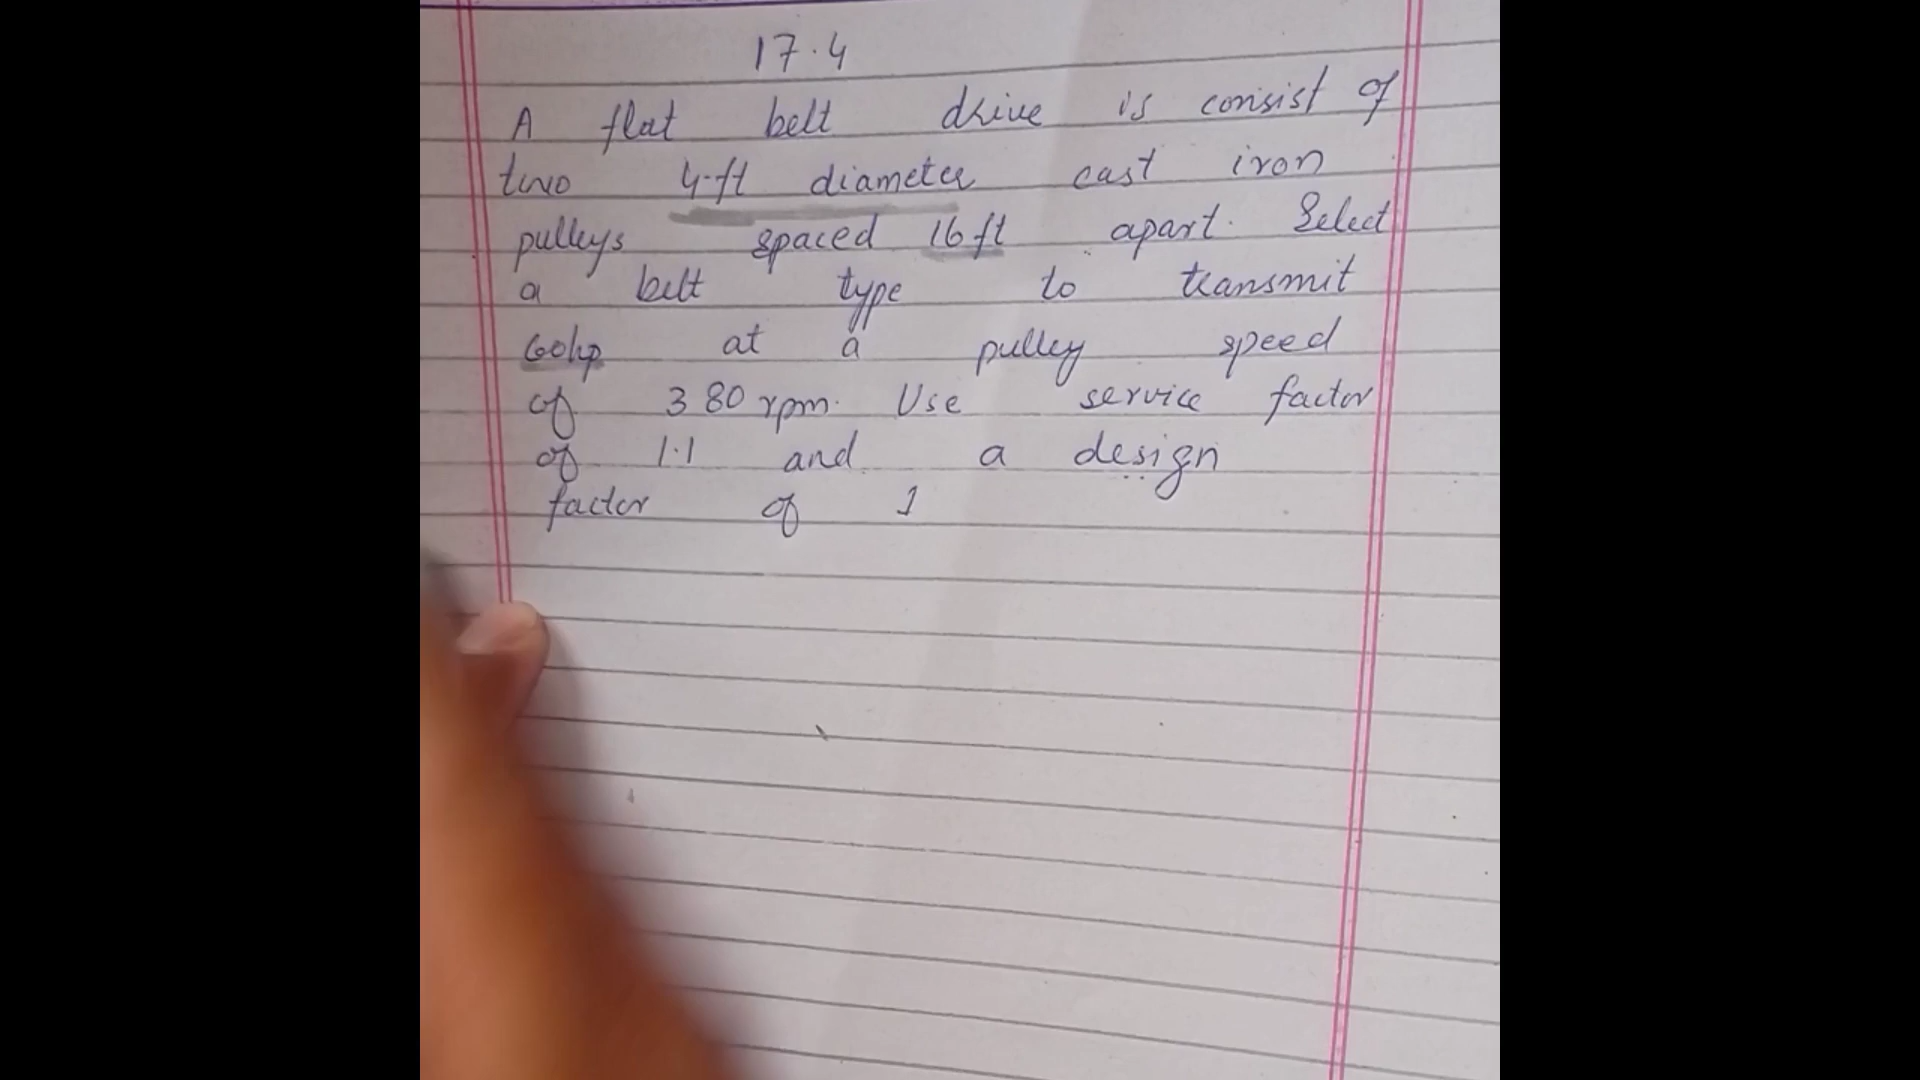 17.4
A flat belt drive is consist of
two 4-ft diameter cast iron
pulleys spaced 16 ft apart. Select
a belt type to transmit
60hp at a pulley speed
of 380 rpm. Use service factor
of 1.1 and a design
factor of 1